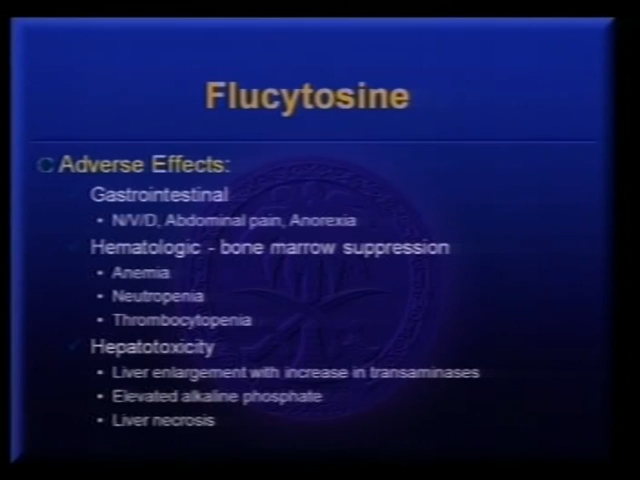 Flucytosine
Adverse Effects:
Gastrointestinal
• N/V/D, Abdominal pain, Anorexia
Hematologic - bone marrow suppression
• Anemia
• Neutropenia
• Thrombocytopenia
✓ Hepatotoxicity
• Liver enlargement with increase in transaminases
• Elevated alkaline phosphate
• Liver necrosis